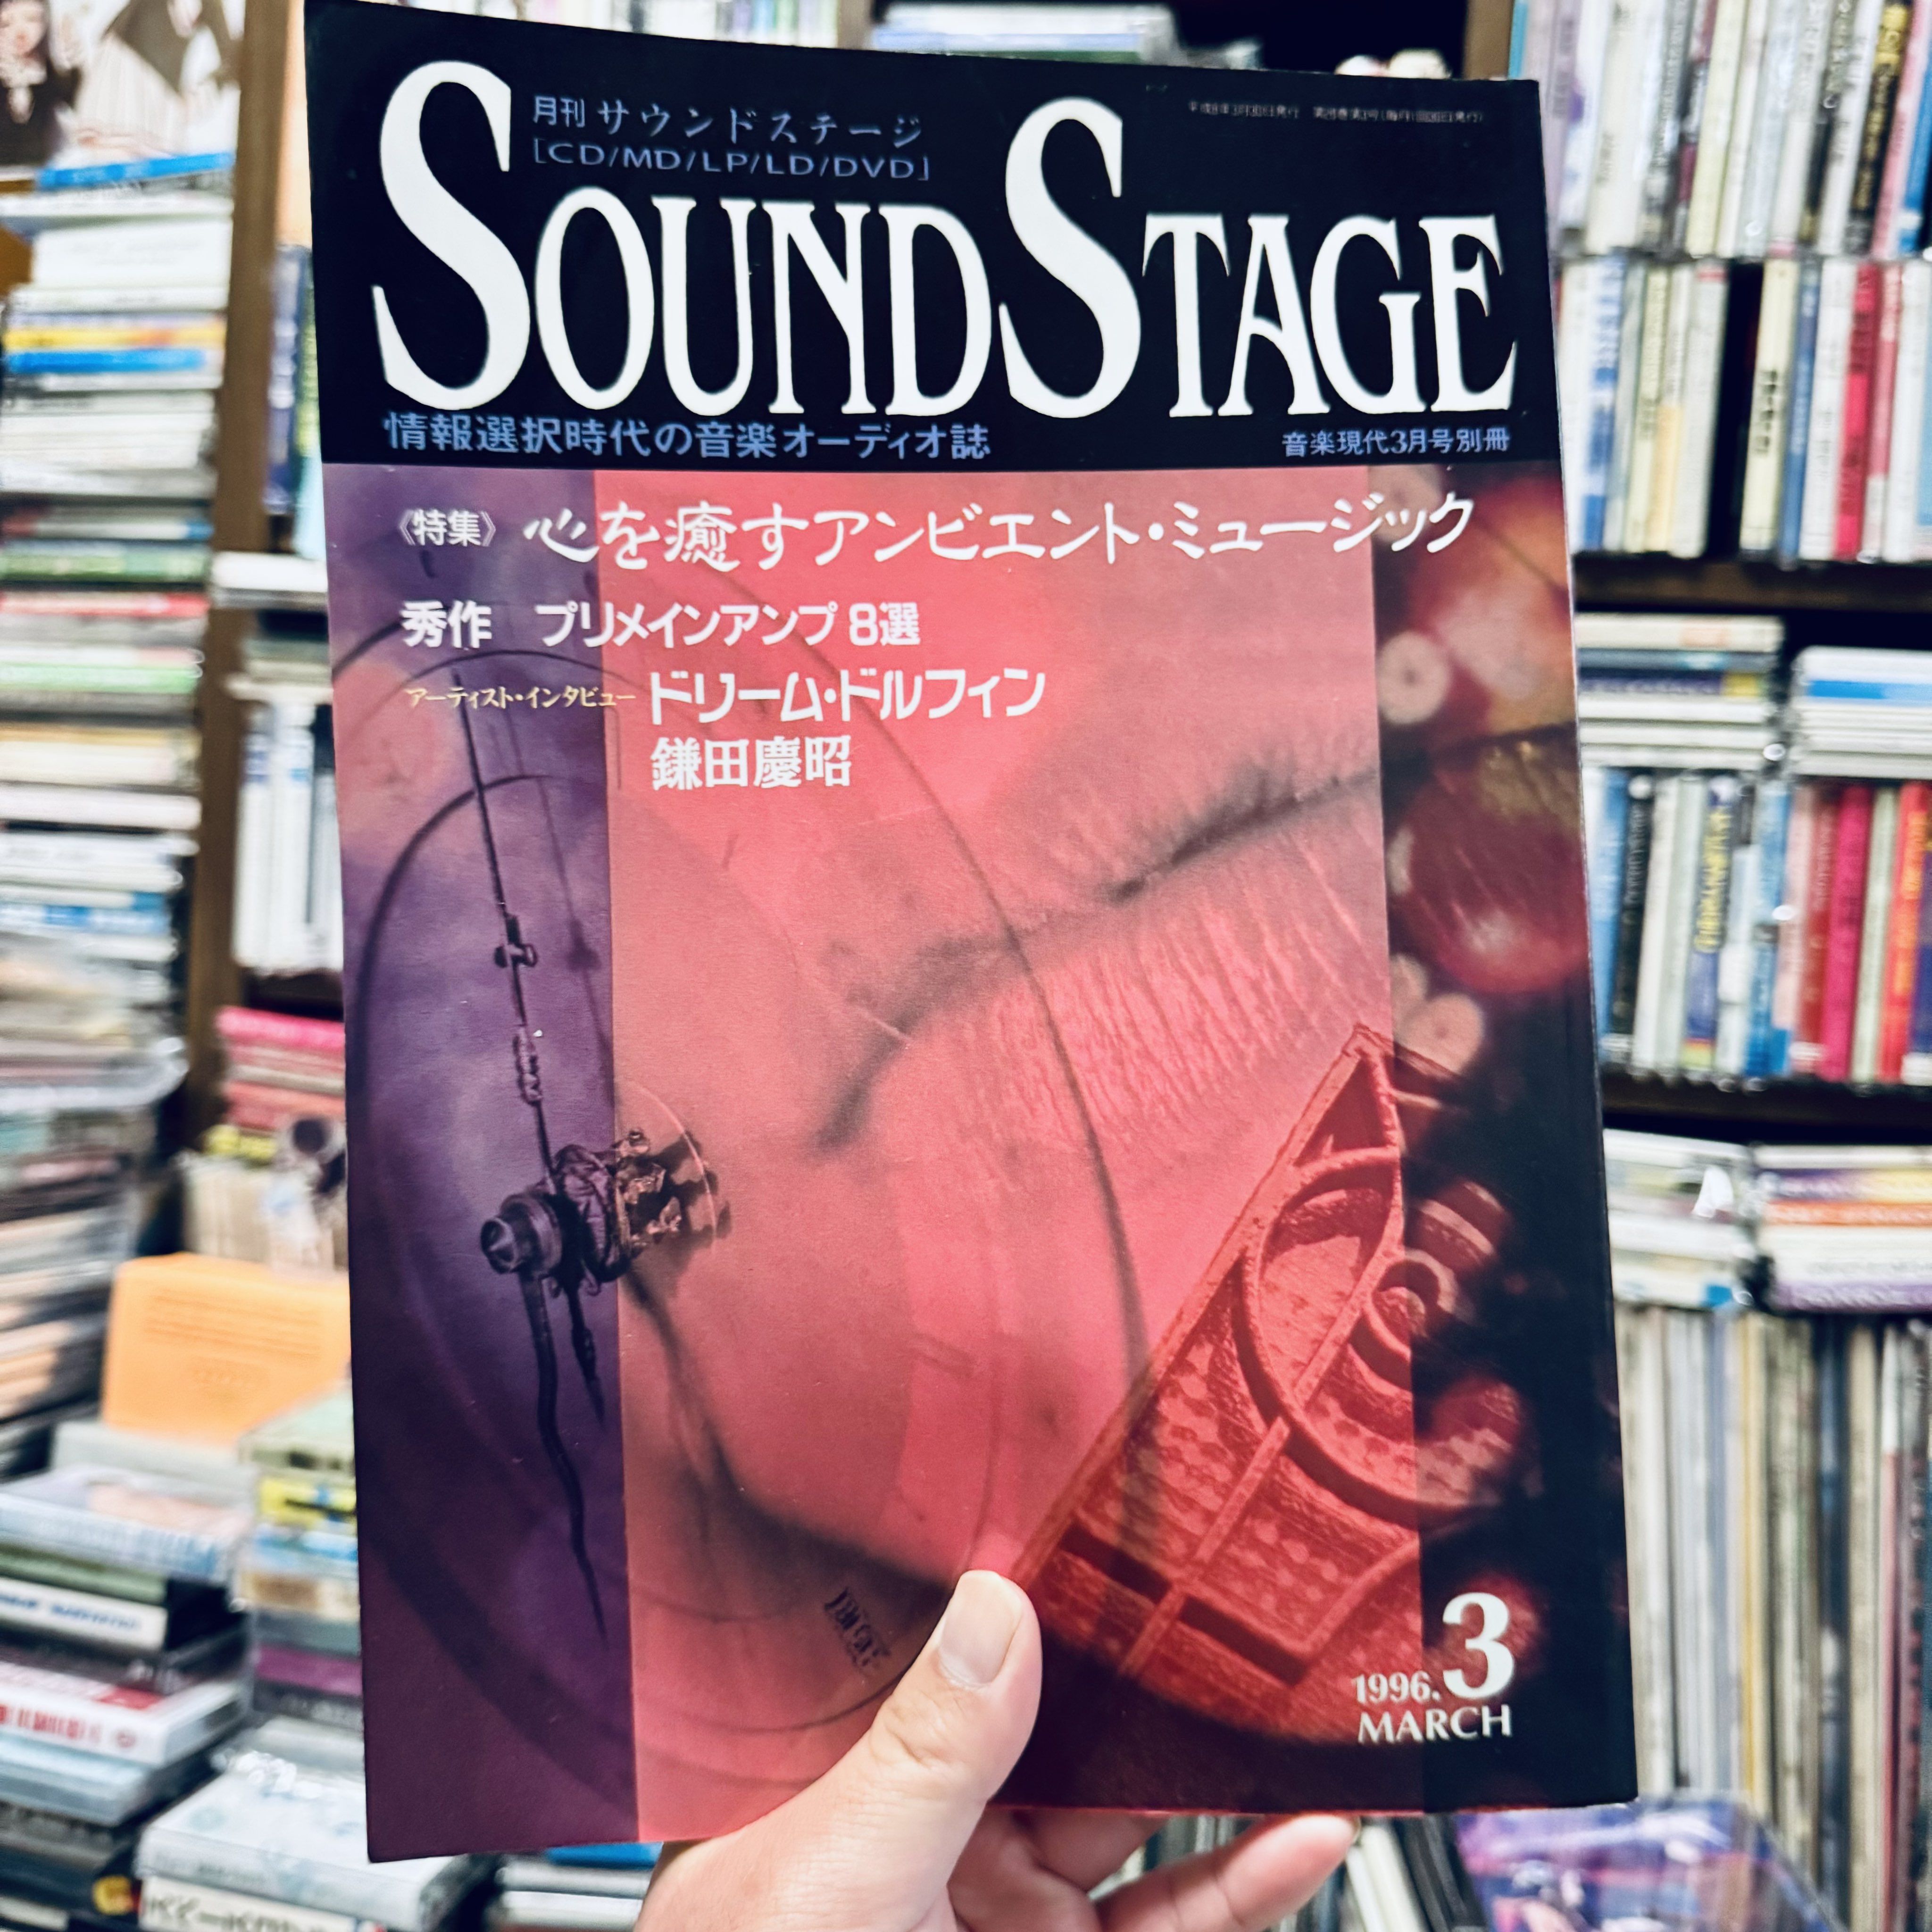 月刊 サウンドステージ
[CD/MD/LP/LD/DVD]
SOUNDSTAGE
情報選択時代の音楽オーディオ誌
音楽現代3月号別冊
《特集》 心を癒すアンビエント・ミュージック
秀作 プリメインアンプ 8選
アーティスト・インタビュー ドリーム・ドルフィン
鎌田慶昭
1996.3
MARCH